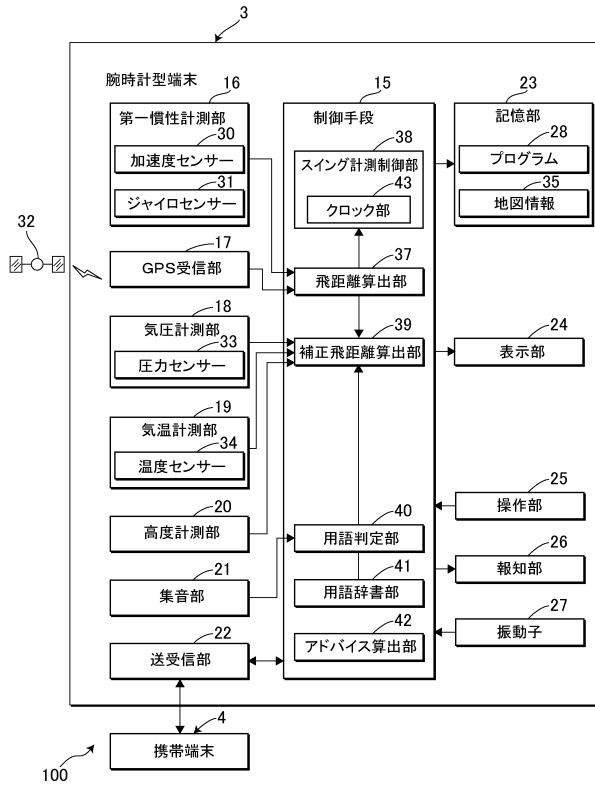 3
腕時計型端末
16
第一慣性計測部
30
加速度センサー
31
ジャイロセンサー
32
17
GPS受信部
18
気圧計測部
33
圧力センサー
19
気温計測部
34
温度センサー
20
高度計測部
21
集音部
22
送受信部
4
携帯端末
100
15
制御手段
38
スイング計測制御部
43
クロック部
37
飛距離算出部
39
補正飛距離算出部
40
用語判定部
41
用語辞書部
42
アドバイス算出部
23
記憶部
28
プログラム
35
地図情報
24
表示部
25
操作部
26
報知部
27
振動子